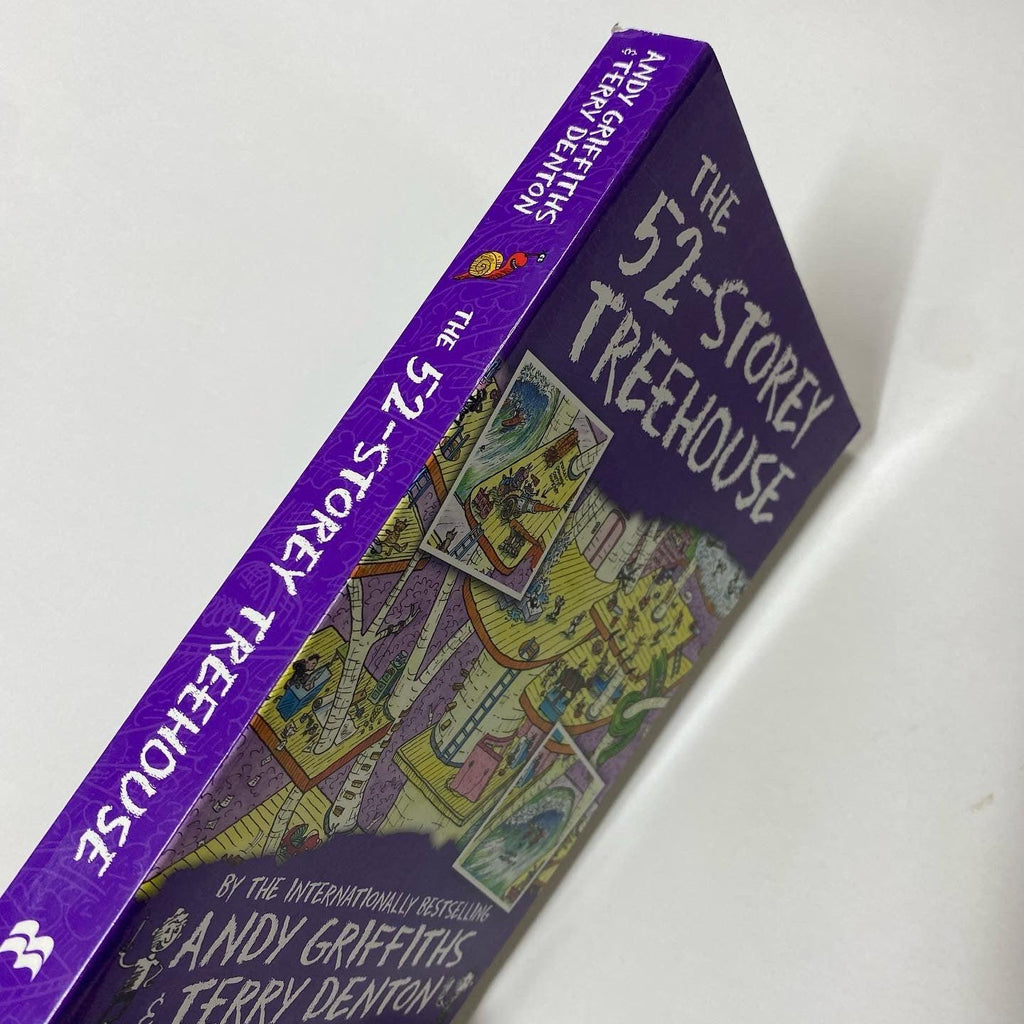 ANDY GRIFFITHS
& TERRY DENTON
THE 52-STOREY TREEHOUSE
THE
52-STOREY
TREEHOUSE
BY THE INTERNATIONALLY BESTSELLING
ANDY GRIFFITHS
& TERRY DENTON